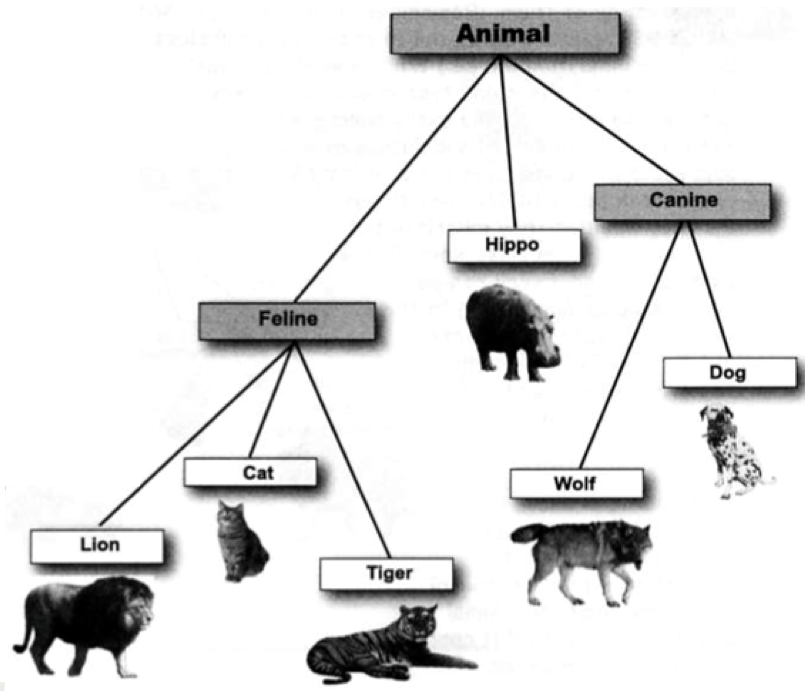 Animal
Canine
Hippo
Feline
Dog
Cat
Wolf
Lion
Tiger